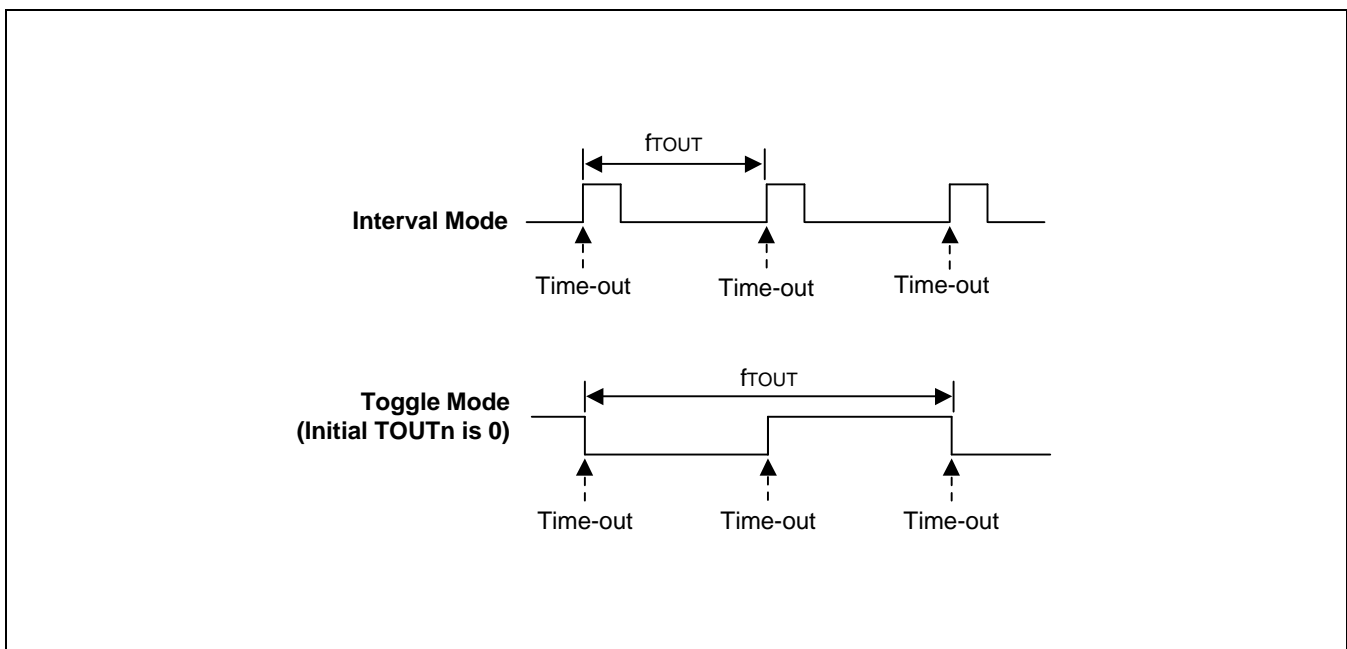 fTOUT
Interval Mode
Time-out Time-out Time-out
fTOUT
Toggle Mode
(Initial TOUTn is 0)
Time-out Time-out Time-out